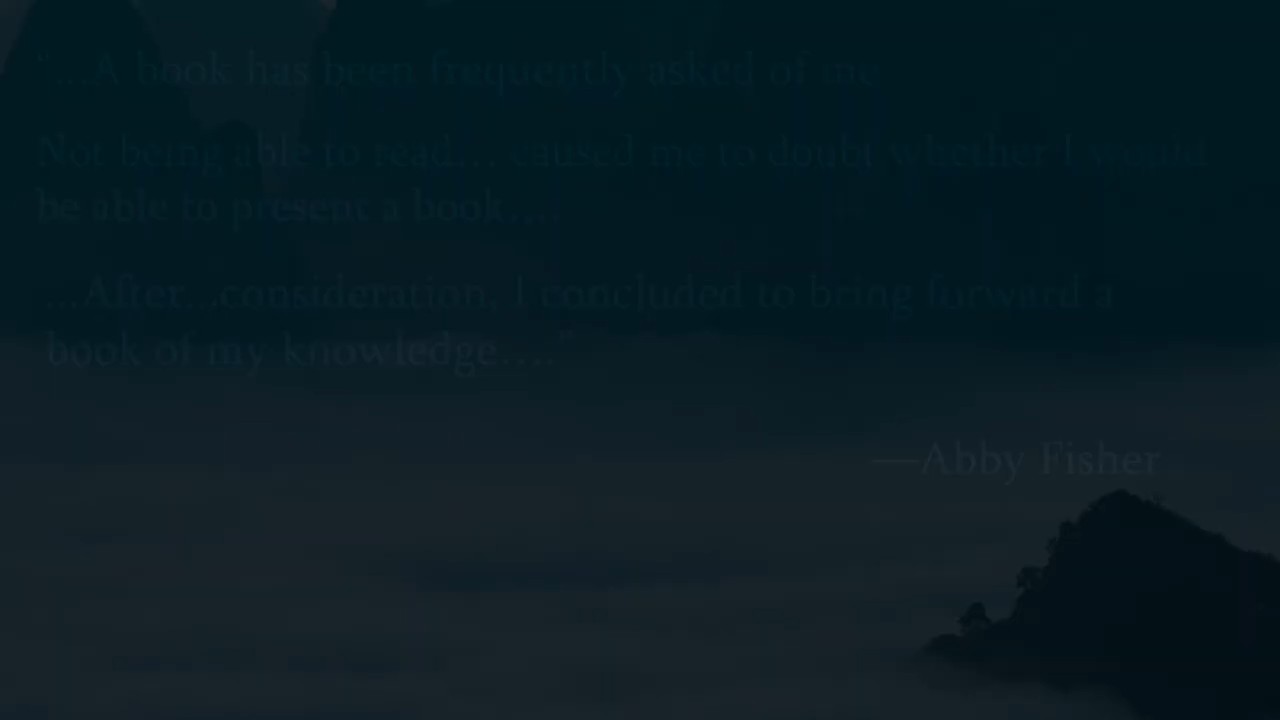 “...A book has been frequently asked of me
Not being able to read... caused me to doubt whether I would
be able to present a book....
...After...consideration, I concluded to bring forward a
book of my knowledge....”
—Abby Fisher